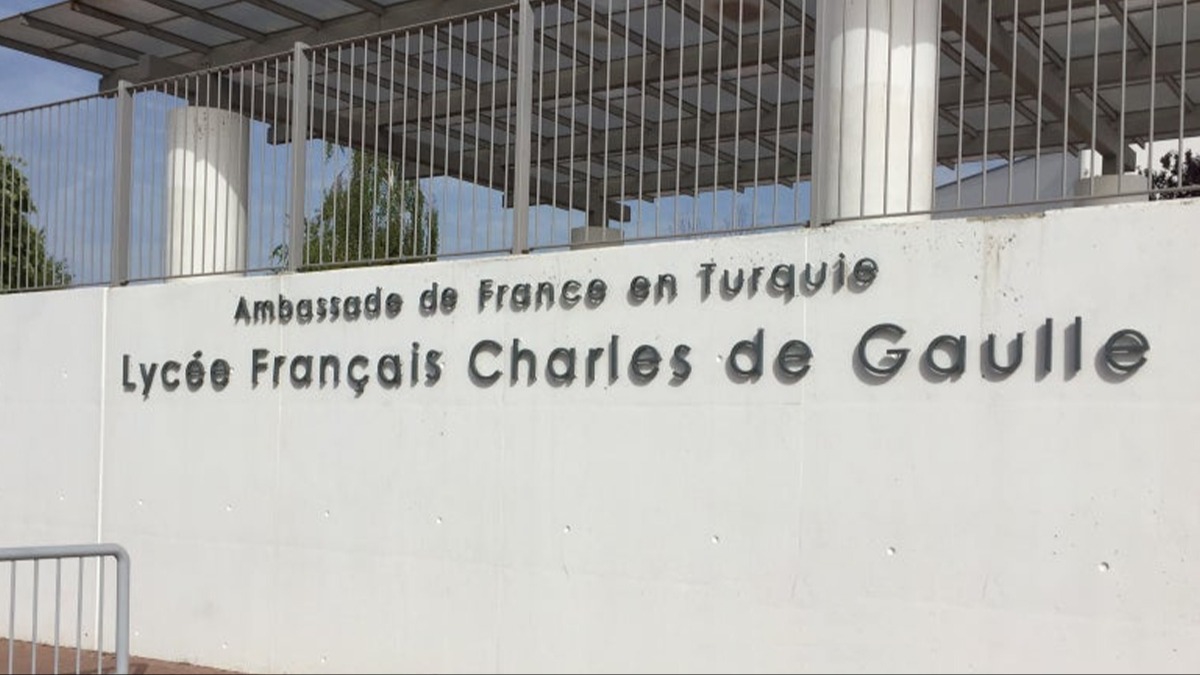 Ambassade de France en Turquie
Lycée Français Charles de Gaulle